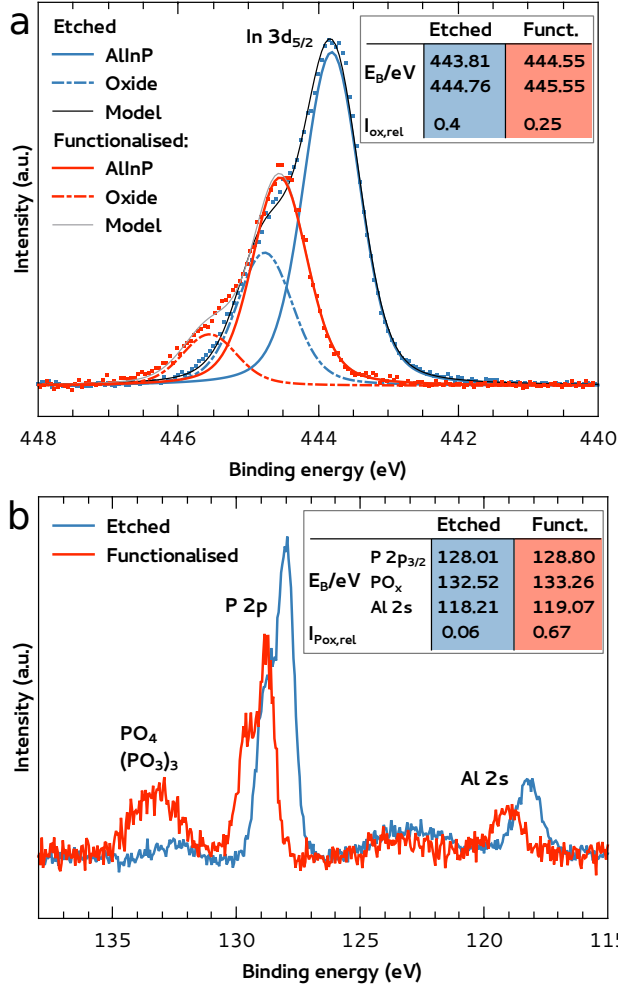 a
Etched
AlInP
Oxide
Model
Functionalised:
AlInP
Oxide
Model
In 3d5/2
Etched Funct.
EB/eV
443.81 444.55
444.76 445.55
Iox,rel 0.4 0.25
Intensity (a.u.)
448 446 444 442 440
Binding energy (eV)
b
Etched
Functionalised
Etched Funct.
P 2p3/2 128.01 128.80
EB/eV POx 132.52 133.26
Al 2s 118.21 119.07
IPox,rel 0.06 0.67
P 2p
PO4
(PO3)3
Al 2s
Intensity (a.u.)
135 130 125 120 115
Binding energy (eV)